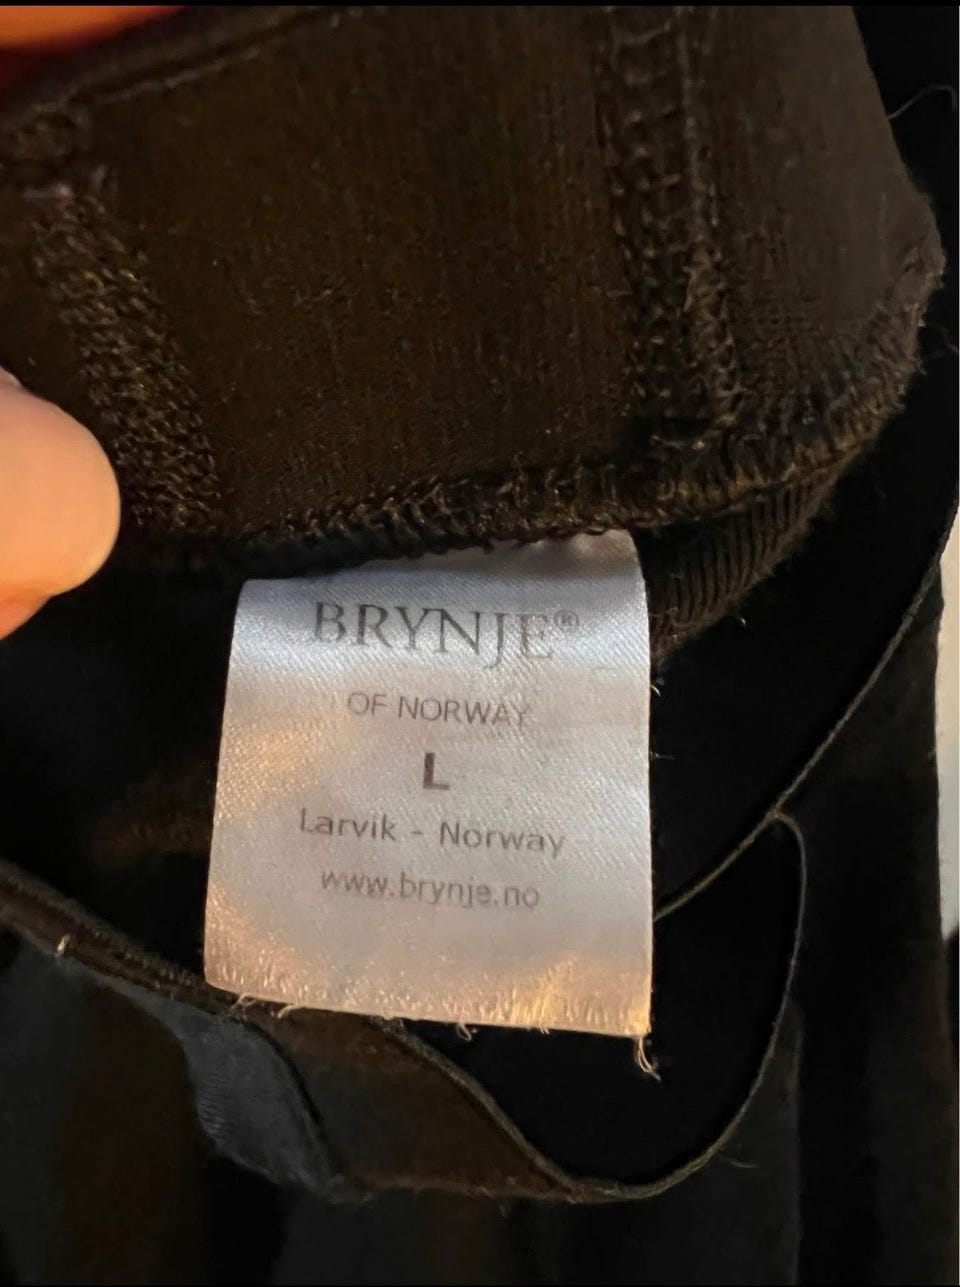 BRYNJE®
OF NORWAY
L
Larvik - Norway
www.brynje.no